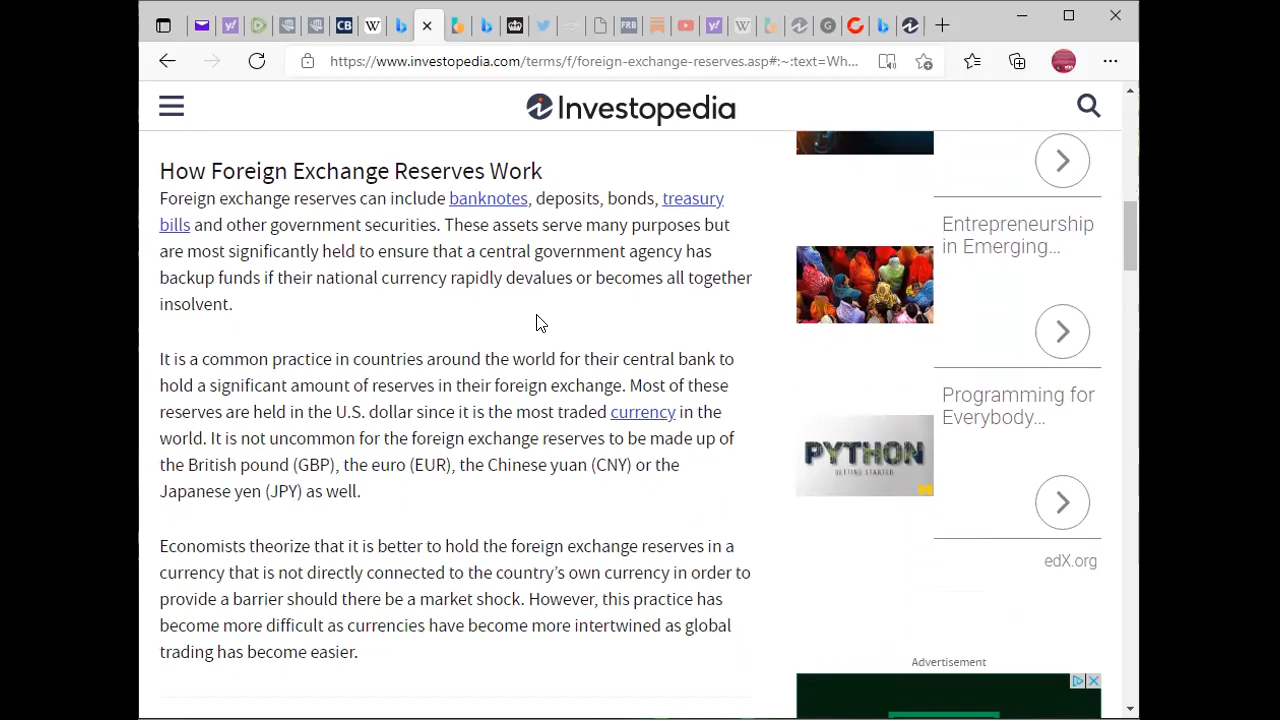 CB
W
FRB
W
G
https://www.investopedia.com/terms/f/foreign-exchange-reserves.asp#:~:text=Wh...
Investopedia
How Foreign Exchange Reserves Work
Foreign exchange reserves can include banknotes, deposits, bonds, treasury
bills and other government securities. These assets serve many purposes but
are most significantly held to ensure that a central government agency has
backup funds if their national currency rapidly devalues or becomes all together
insolvent.
It is a common practice in countries around the world for their central bank to
hold a significant amount of reserves in their foreign exchange. Most of these
reserves are held in the U.S. dollar since it is the most traded currency in the
world. It is not uncommon for the foreign exchange reserves to be made up of
the British pound (GBP), the euro (EUR), the Chinese yuan (CNY) or the
Japanese yen (JPY) as well.
Economists theorize that it is better to hold the foreign exchange reserves in a
currency that is not directly connected to the country’s own currency in order to
provide a barrier should there be a market shock. However, this practice has
become more difficult as currencies have become more intertwined as global
trading has become easier.
Entrepreneurship
in Emerging...
Programming for
Everybody...
PYTHON
GETTING STARTED
edX.org
Advertisement